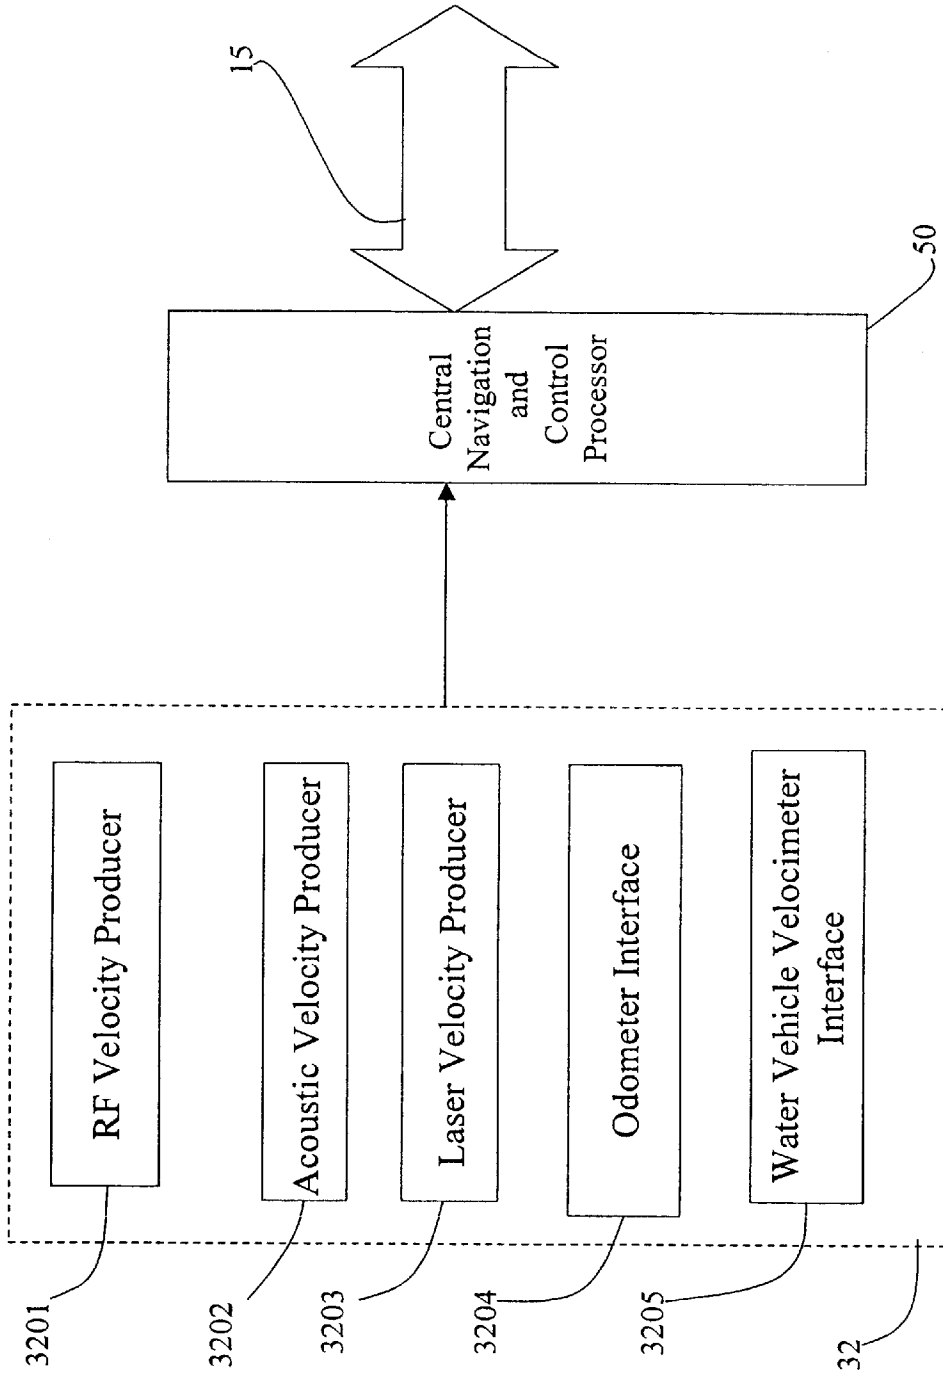 3201
RF Velocity Producer
3202
Acoustic Velocity Producer
3203
Laser Velocity Producer
3204
Odometer Interface
3205
Water Vehicle Velocimeter
Interface
32
Central
Navigation
and
Control
Processor
50
15